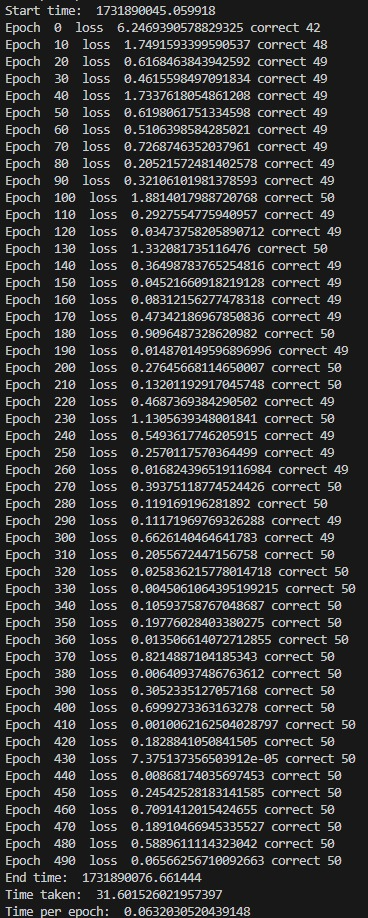 Start time:  1731890045.059918
Epoch  0  loss  6.2469390578829325 correct 42
Epoch  10  loss  1.7491593399590537 correct 48
Epoch  20  loss  0.6168463843942592 correct 49
Epoch  30  loss  0.4615598497091834 correct 49
Epoch  40  loss  1.7337618054861208 correct 49
Epoch  50  loss  0.6198061751334598 correct 49
Epoch  60  loss  0.5106398584285021 correct 49
Epoch  70  loss  0.7268746352037961 correct 49
Epoch  80  loss  0.20521572481402578 correct 49
Epoch  90  loss  0.32106101981378593 correct 49
Epoch  100  loss  1.8814017988720768 correct 50
Epoch  110  loss  0.2927554775940957 correct 49
Epoch  120  loss  0.03473758205890712 correct 49
Epoch  130  loss  1.332081735116476 correct 50
Epoch  140  loss  0.36498783765254816 correct 49
Epoch  150  loss  0.04521660918219128 correct 49
Epoch  160  loss  0.08312156277478318 correct 49
Epoch  170  loss  0.47342186967850836 correct 49
Epoch  180  loss  0.9096487328620982 correct 50
Epoch  190  loss  0.014870149596896996 correct 49
Epoch  200  loss  0.27645668114650007 correct 50
Epoch  210  loss  0.13201192917045748 correct 50
Epoch  220  loss  0.4687369384290502 correct 49
Epoch  230  loss  1.1305639348001841 correct 50
Epoch  240  loss  0.5493617746205915 correct 49
Epoch  250  loss  0.2570117570364499 correct 49
Epoch  260  loss  0.016824396519116984 correct 49
Epoch  270  loss  0.39375118774524426 correct 50
Epoch  280  loss  0.119169196281892 correct 50
Epoch  290  loss  0.11171969769326288 correct 49
Epoch  300  loss  0.6626140464641783 correct 49
Epoch  310  loss  0.2055672447156758 correct 50
Epoch  320  loss  0.025836215778014718 correct 50
Epoch  330  loss  0.0045061064395199215 correct 50
Epoch  340  loss  0.10593758767048687 correct 50
Epoch  350  loss  0.19776028403380275 correct 50
Epoch  360  loss  0.013506614072712855 correct 50
Epoch  370  loss  0.8214887104185343 correct 50
Epoch  380  loss  0.00640937486763612 correct 50
Epoch  390  loss  0.3052335127057168 correct 50
Epoch  400  loss  0.6999273363163278 correct 50
Epoch  410  loss  0.0010062162504028797 correct 50
Epoch  420  loss  0.1828841050841505 correct 50
Epoch  430  loss  7.375137356503912e-05 correct 50
Epoch  440  loss  0.00868174035697453 correct 50
Epoch  450  loss  0.24542528183141585 correct 50
Epoch  460  loss  0.7091412015424655 correct 50
Epoch  470  loss  0.18910466945335527 correct 50
Epoch  480  loss  0.5889611114323042 correct 50
Epoch  490  loss  0.06566256710092663 correct 50
End time:  1731890076.661444
Time taken:  31.601526021957397
Time per epoch:  0.0632030520439148